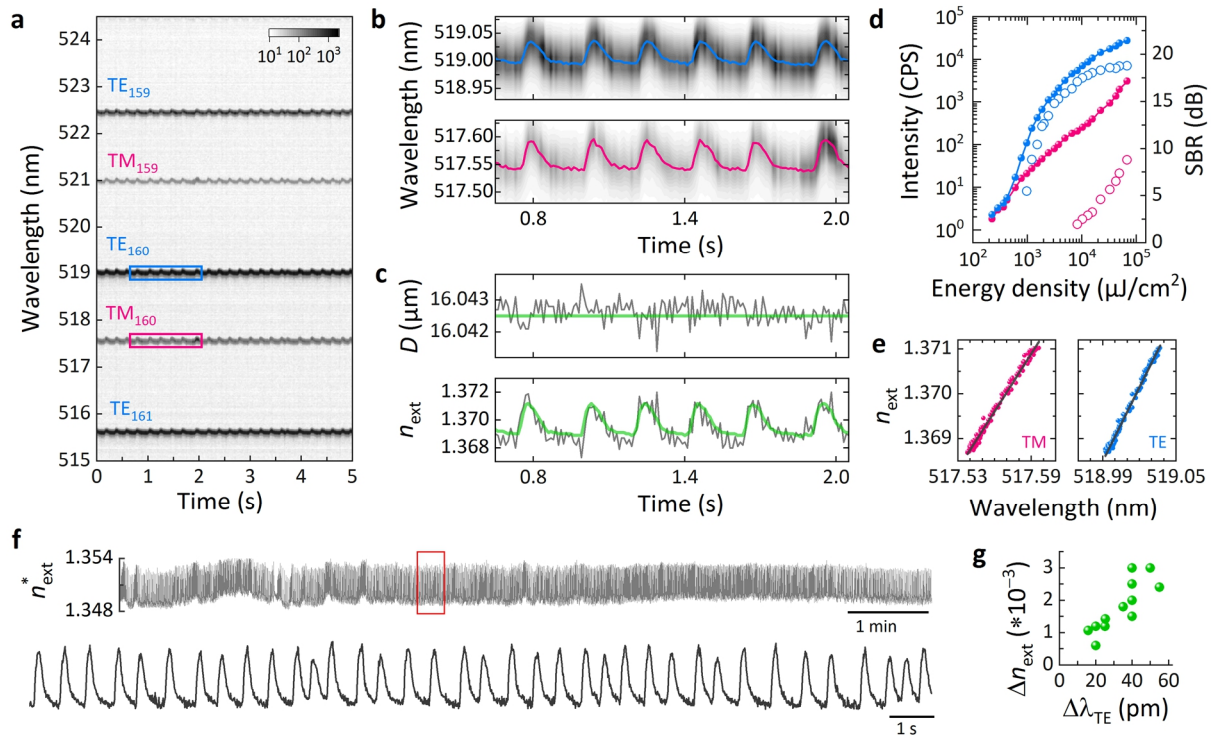 a
524
523
522
521
520
519
518
517
516
515
Wavelength (nm)
10¹ 10² 10³
TE₁₅₉
TM₁₅₉
TE₁₆₀
TM₁₆₀
TE₁₆₁
0 1 2 3 4 5
Time (s)
b
Wavelength (nm)
519.05
519.00
518.95
517.60
517.55
517.50
0.8 1.4 2.0
Time (s)
c
D (μm)
16.043
16.042
n_ext
1.372
1.370
1.368
0.8 1.4 2.0
Time (s)
d
Intensity (CPS)
10⁵
10⁴
10³
10²
10¹
10⁰
SBR (dB)
20
15
10
5
0
10² 10³ 10⁴ 10⁵
Energy density (μJ/cm²)
e
n_ext
1.371
1.370
1.369
TM
TE
517.53 517.59 518.99 519.05
Wavelength (nm)
f
n*_ext
1.354
1.348
1 min
1 s
g
Δn_ext (*10⁻³)
3
2
1
0
0 20 40 60
Δλ_TE (pm)